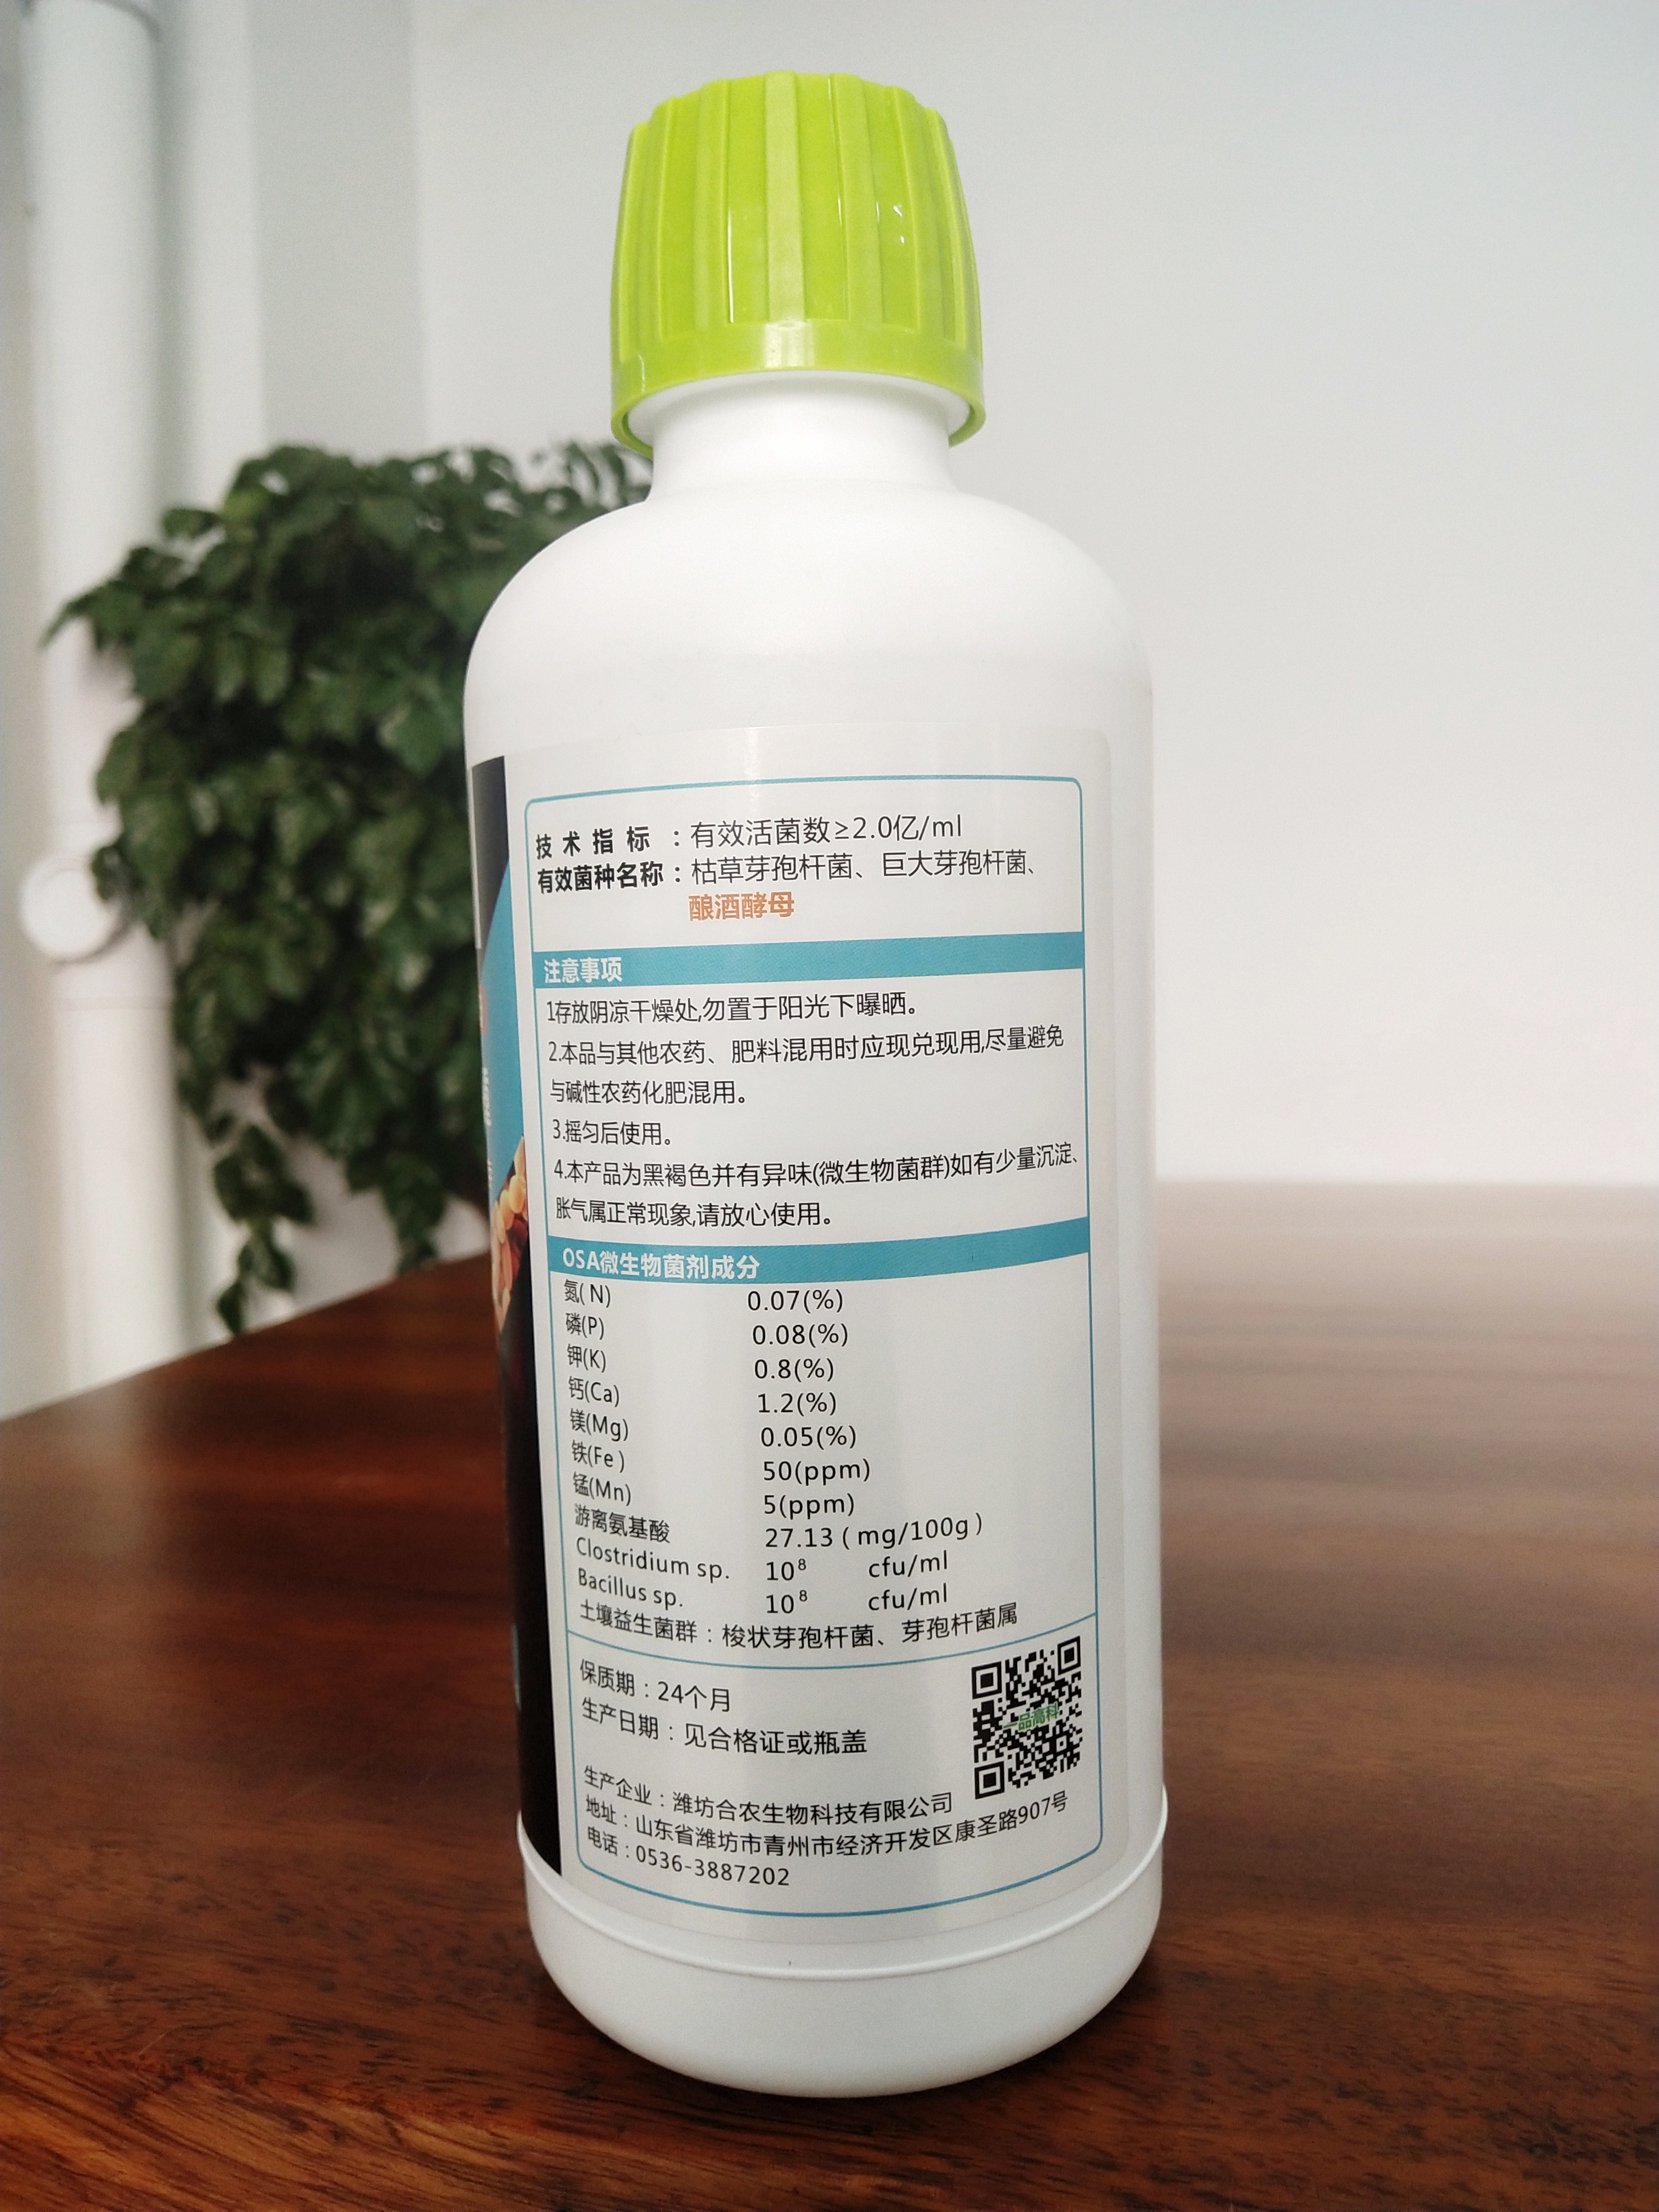 技术指标：有效活菌数≥2.0亿/ml
有效菌种名称：枯草芽孢杆菌、巨大芽孢杆菌、
酿酒酵母
注意事项
1存放阴凉干燥处,勿置于阳光下曝晒。
2.本品与其他农药、肥料混用时应现兑现用,尽量避免
与碱性农药化肥混用。
3.摇匀后使用。
4.本产品为黑褐色并有异味(微生物菌群)如有少量沉淀、
胀气属正常现象,请放心使用。
OSA微生物菌剂成分
氮(N) 0.07(%)
磷(P) 0.08(%)
钾(K) 0.8(%)
钙(Ca) 1.2(%)
镁(Mg) 0.05(%)
铁(Fe) 50(ppm)
锰(Mn) 5(ppm)
游离氨基酸 27.13(mg/100g)
Clostridium sp. 10⁸ cfu/ml
Bacillus sp. 10⁸ cfu/ml
土壤益生菌群：梭状芽孢杆菌、芽孢杆菌属
保质期：24个月
生产日期：见合格证或瓶盖
一品高科
生产企业：潍坊合农生物科技有限公司
地址：山东省潍坊市青州市经济开发区康圣路907号
电话：0536-3887202